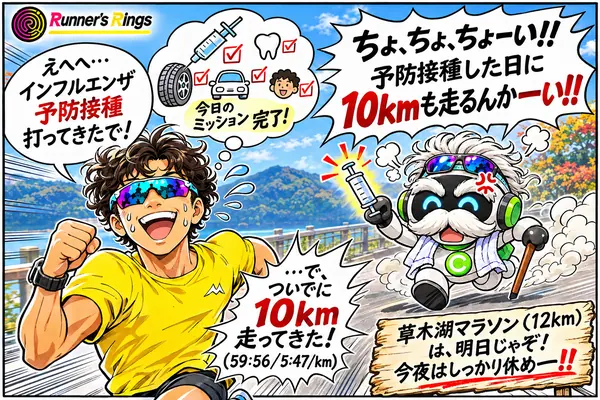 Runner's Rings
えへへ…
インフルエンザ
予防接種
打ってきたで！
今日の
ミッション 完了！
ちょ、ちょ、ちょーい!!
予防接種した日に
10kmも走るんかーい!!
…で、
ついでに
10km
走ってきた！
(59:56/5:47/km)
C
草木湖マラソン（12km）
は、明日じゃぞ！
今夜はしっかり休めー!!